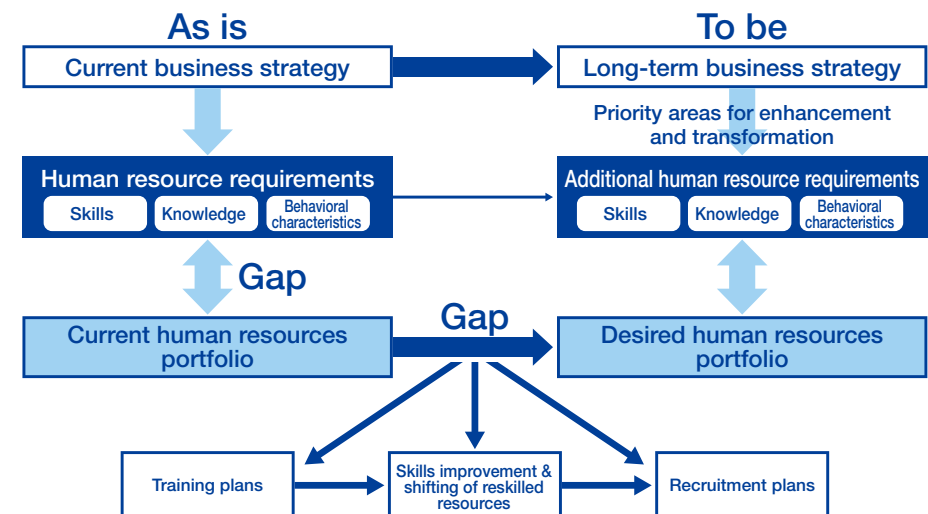 As is
To be
Current business strategy
Long-term business strategy
Priority areas for enhancement
and transformation
Human resource requirements
Skills
Knowledge
Behavioral
characteristics
Additional human resource requirements
Skills
Knowledge
Behavioral
characteristics
Gap
Gap
Current human resources
portfolio
Desired human resources
portfolio
Training plans
Skills improvement &
shifting of reskilled
resources
Recruitment plans